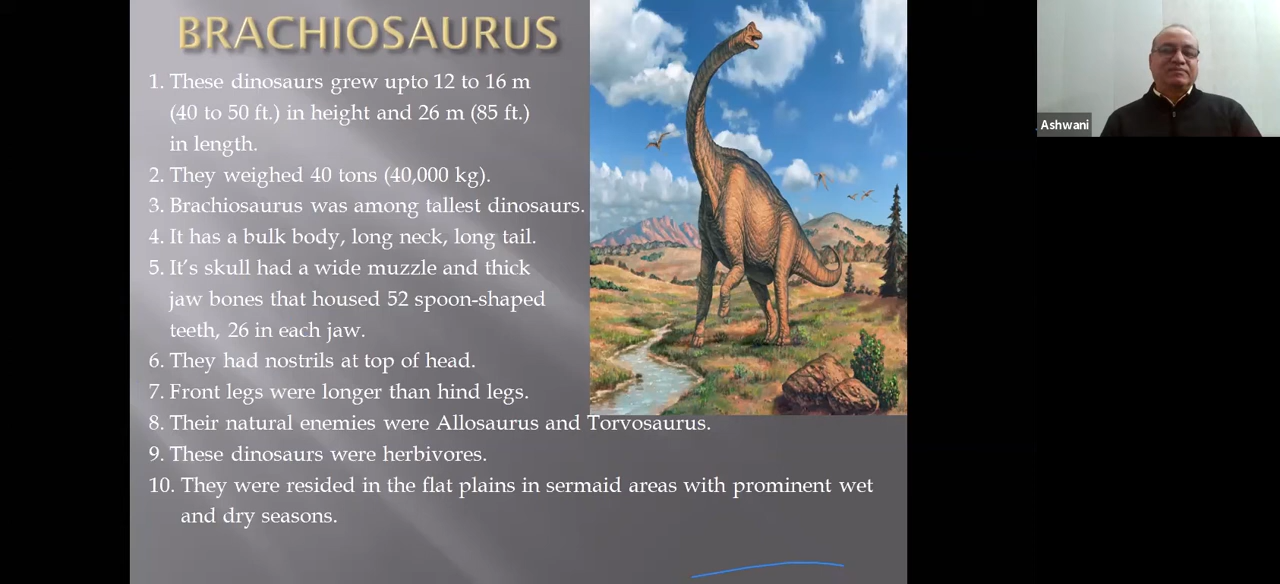 BRACHIOSAURUS
1. These dinosaurs grew upto 12 to 16 m
(40 to 50 ft.) in height and 26 m (85 ft.)
in length.
2. They weighed 40 tons (40,000 kg).
3. Brachiosaurus was among tallest dinosaurs.
4. It has a bulk body, long neck, long tail.
5. It's skull had a wide muzzle and thick
jaw bones that housed 52 spoon-shaped
teeth, 26 in each jaw.
6. They had nostrils at top of head.
7. Front legs were longer than hind legs.
8. Their natural enemies were Allosaurus and Torvosaurus.
9. These dinosaurs were herbivores.
10. They were resided in the flat plains in sermaid areas with prominent wet
and dry seasons.
Ashwani